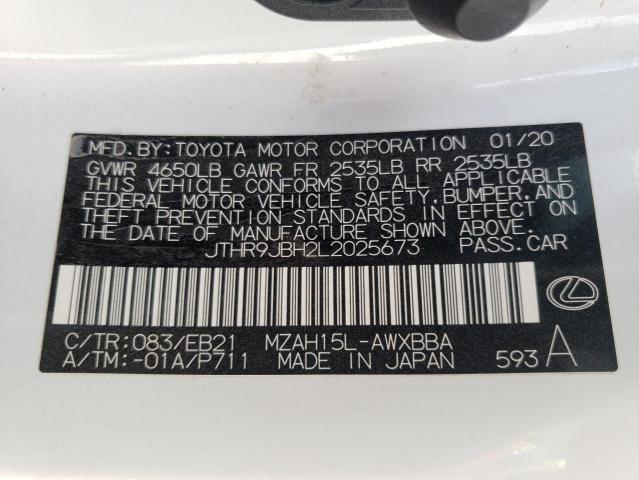 MFD. BY: TOYOTA MOTOR CORPORATION 01/20
GVWR 4650LB GAWR FR 2535LB RR 2535LB
THIS VEHICLE CONFORMS TO ALL APPLICABLE
FEDERAL MOTOR VEHICLE SAFETY, BUMPER, AND
THEFT PREVENTION STANDARDS IN EFFECT ON
THE DATE OF MANUFACTURE SHOWN ABOVE.
JTHR9JBH2L2025673 PASS. CAR
C/TR: 083/EB21 MZAH15L-AWXBBA
A/TM: -01A/P711 MADE IN JAPAN 593 A